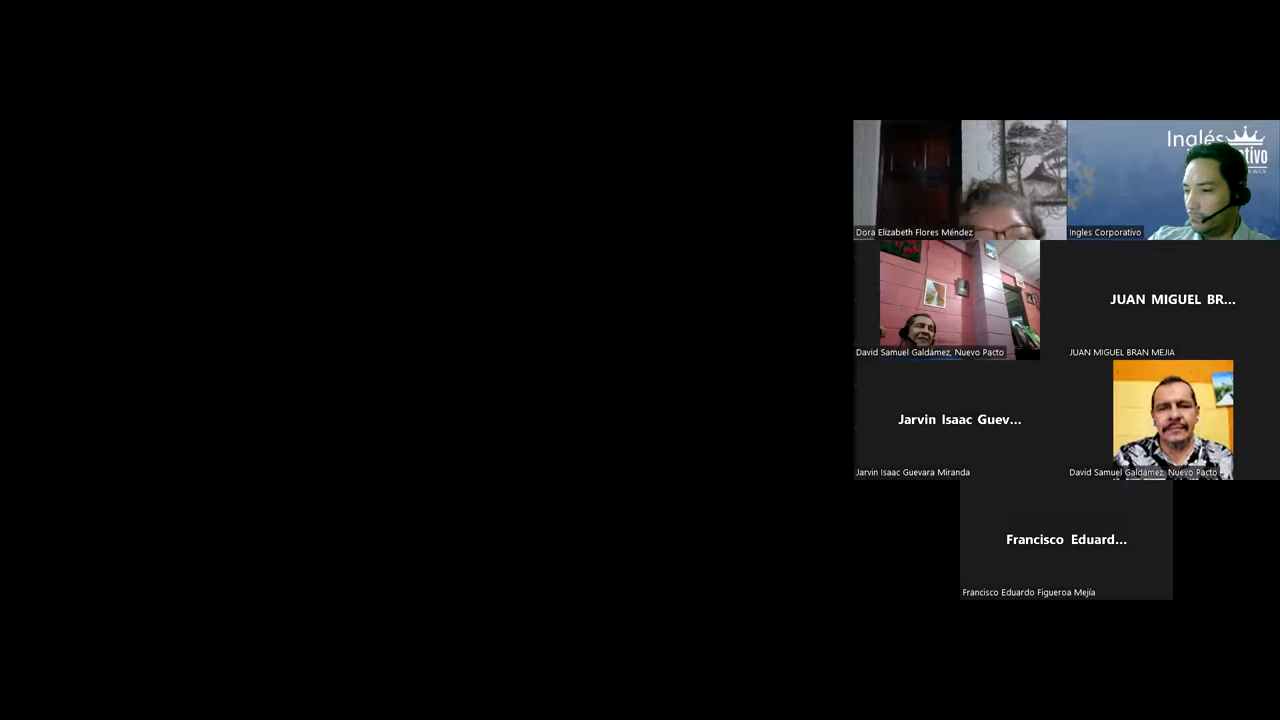 Inglés
Dora Elizabeth Flores Méndez
Ingles Corporativo
David Samuel Galdámez, Nuevo Pacto
JUAN MIGUEL BR...
JUAN MIGUEL BRAN MEJIA
Jarvin Isaac Guev...
Jarvin Isaac Guevara Miranda
David Samuel Galdámez, Nuevo Pacto
Francisco Eduard...
Francisco Eduardo Figueroa Mejía